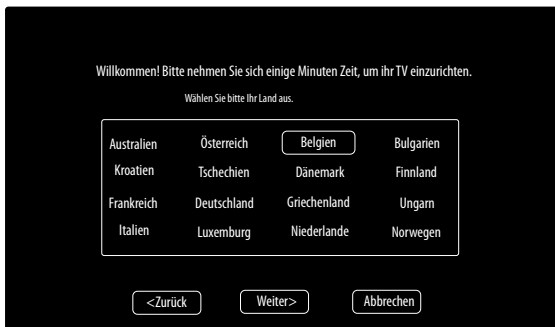 Willkommen! Bitte nehmen Sie sich einige Minuten Zeit, um ihr TV einzurichten.
Wählen Sie bitte Ihr Land aus.
Australien Österreich Belgien Bulgarien
Kroatien Tschechien Dänemark Finnland
Frankreich Deutschland Griechenland Ungarn
Italien Luxemburg Niederlande Norwegen
<Zurück Weiter> Abbrechen